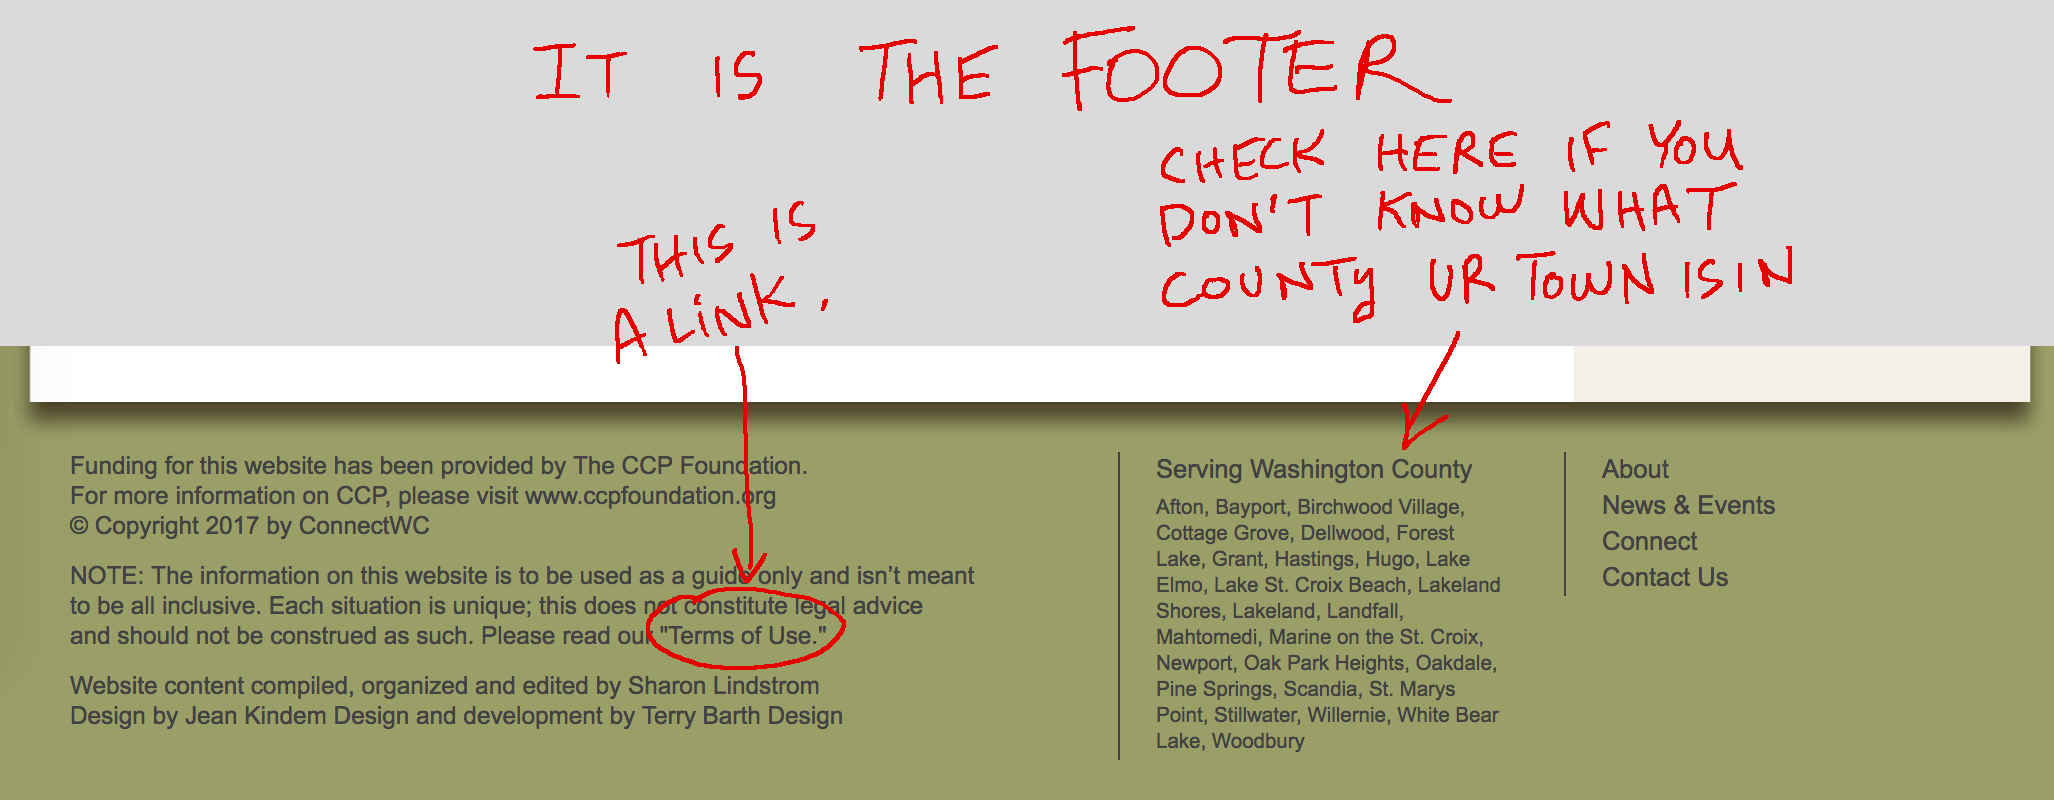 IT IS THE FOOTER
CHECK HERE IF YOU
DON'T KNOW WHAT
COUNTY UR TOWN IS IN
THIS IS
A LINK.
Funding for this website has been provided by The CCP Foundation.
For more information on CCP, please visit www.ccpfoundation.org
© Copyright 2017 by ConnectWC
NOTE: The information on this website is to be used as a guide only and isn’t meant
to be all inclusive. Each situation is unique; this does not constitute legal advice
and should not be construed as such. Please read our "Terms of Use."
Website content compiled, organized and edited by Sharon Lindstrom
Design by Jean Kindem Design and development by Terry Barth Design
Serving Washington County
Afton, Bayport, Birchwood Village,
Cottage Grove, Dellwood, Forest
Lake, Grant, Hastings, Hugo, Lake
Elmo, Lake St. Croix Beach, Lakeland
Shores, Lakeland, Landfall,
Mahtomedi, Marine on the St. Croix,
Newport, Oak Park Heights, Oakdale,
Pine Springs, Scandia, St. Marys
Point, Stillwater, Willernie, White Bear
Lake, Woodbury
About
News & Events
Connect
Contact Us